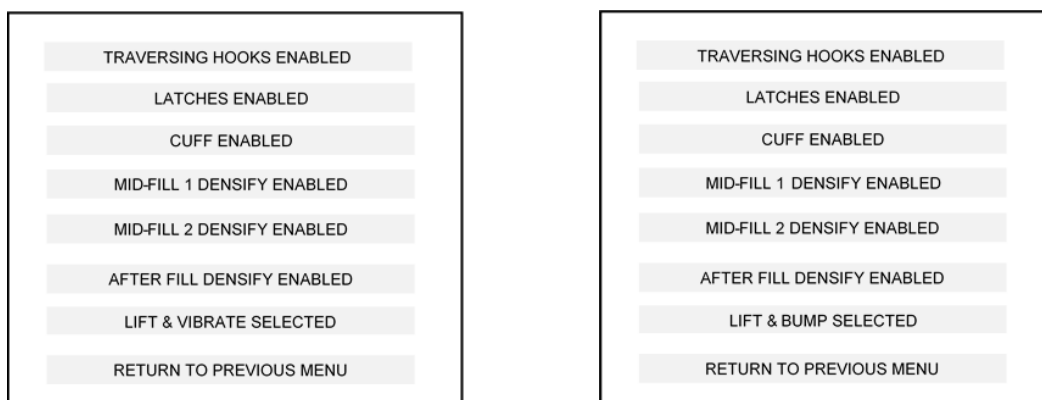 TRAVERSING HOOKS ENABLED
LATCHES ENABLED
CUFF ENABLED
MID-FILL 1 DENSIFY ENABLED
MID-FILL 2 DENSIFY ENABLED
AFTER FILL DENSIFY ENABLED
LIFT & VIBRATE SELECTED
RETURN TO PREVIOUS MENU
TRAVERSING HOOKS ENABLED
LATCHES ENABLED
CUFF ENABLED
MID-FILL 1 DENSIFY ENABLED
MID-FILL 2 DENSIFY ENABLED
AFTER FILL DENSIFY ENABLED
LIFT & BUMP SELECTED
RETURN TO PREVIOUS MENU